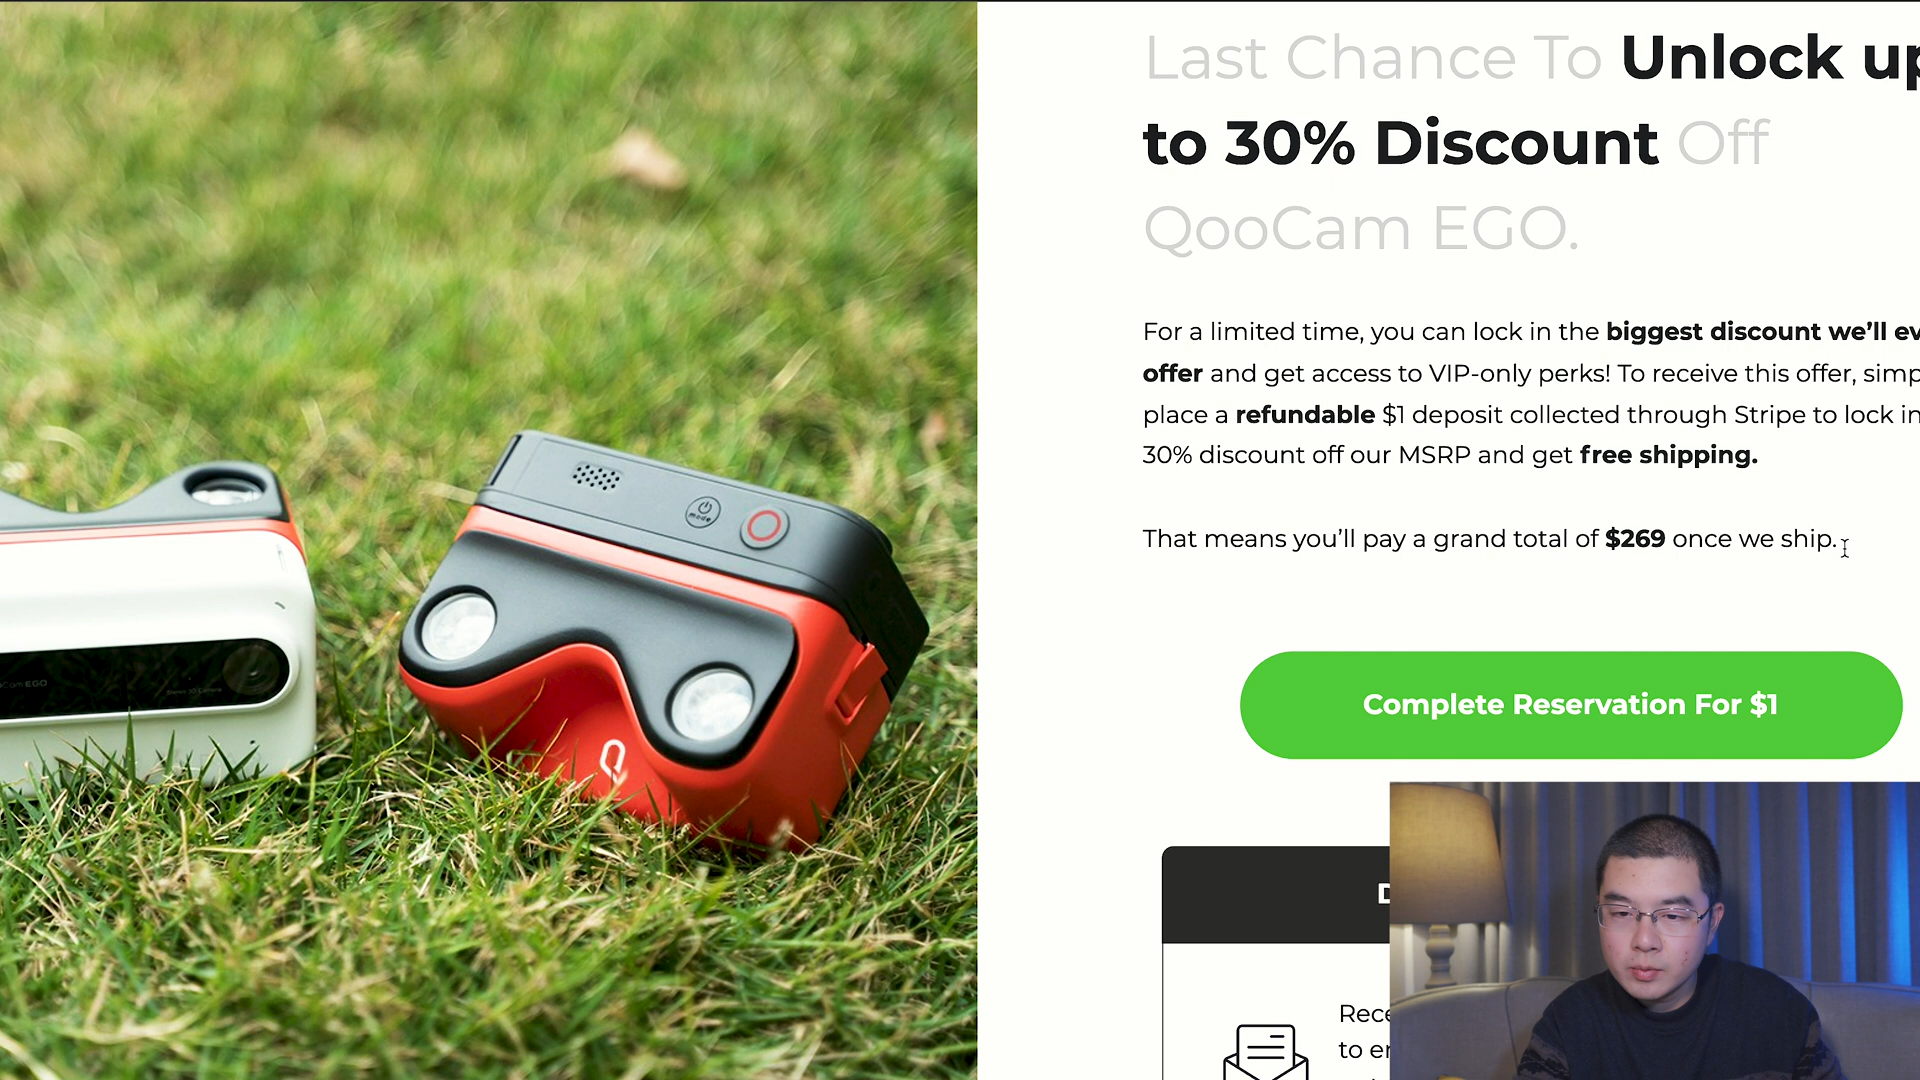 Last Chance To Unlock up
to 30% Discount Off
QooCam EGO.
For a limited time, you can lock in the biggest discount we'll ev
offer and get access to VIP-only perks! To receive this offer, simp
place a refundable $1 deposit collected through Stripe to lock in
30% discount off our MSRP and get free shipping.
That means you'll pay a grand total of $269 once we ship.
Complete Reservation For $1
mode
Rece
to e